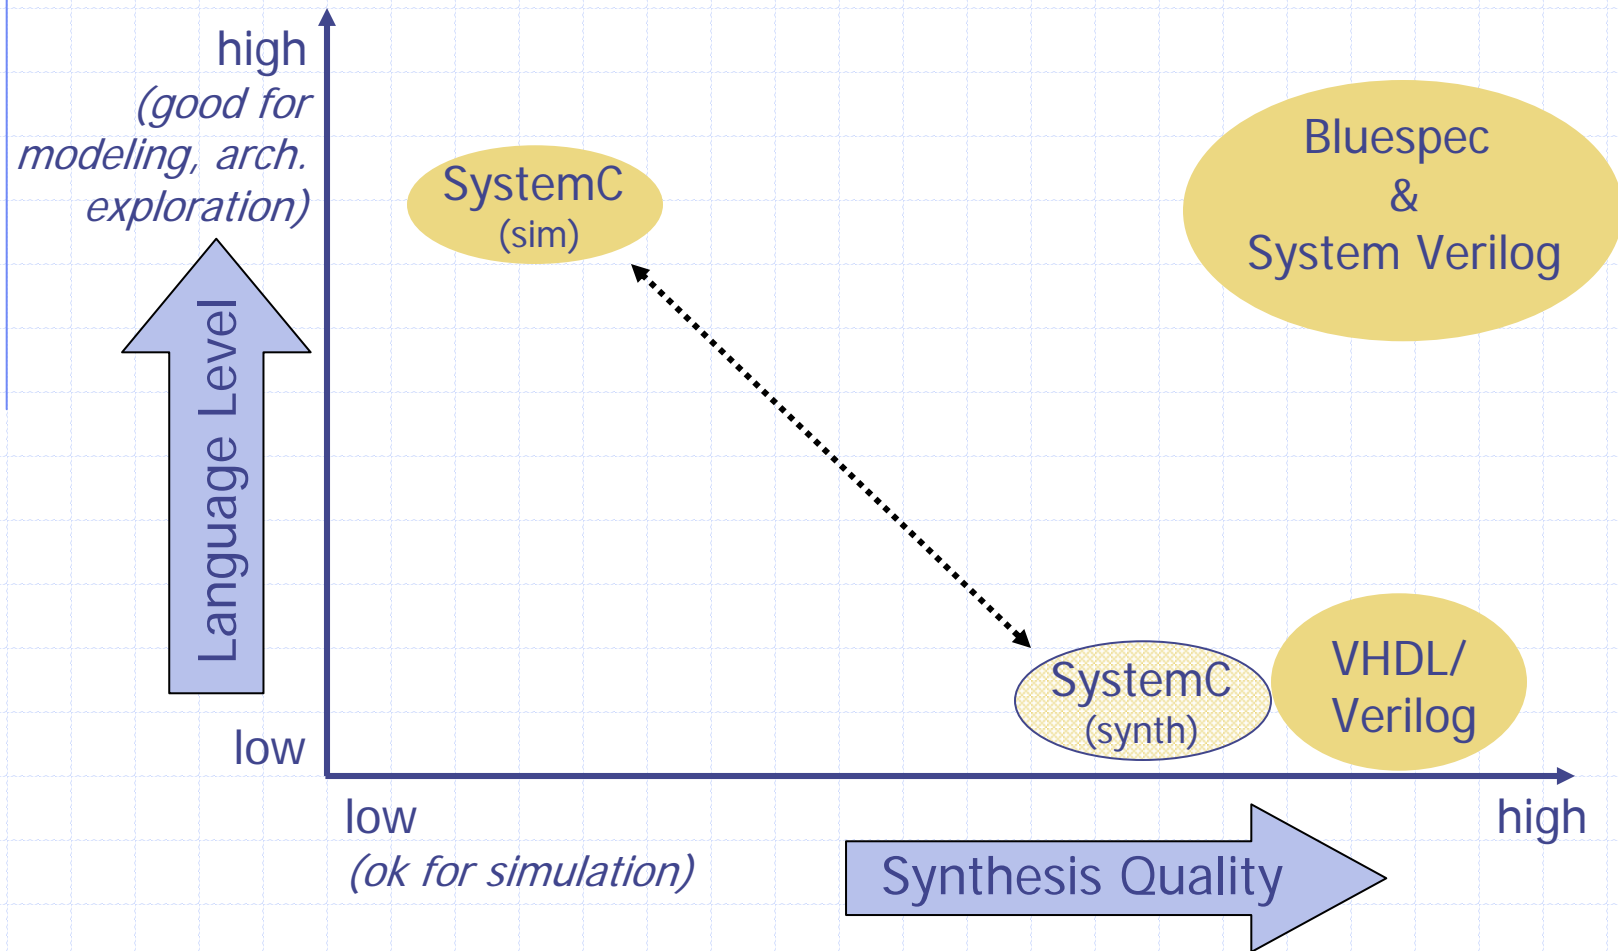 high
(good for
modeling, arch.
exploration)
Language Level
low
SystemC
(sim)
Bluespec
&
System Verilog
SystemC
(synth)
VHDL/
Verilog
low
(ok for simulation)
high
Synthesis Quality